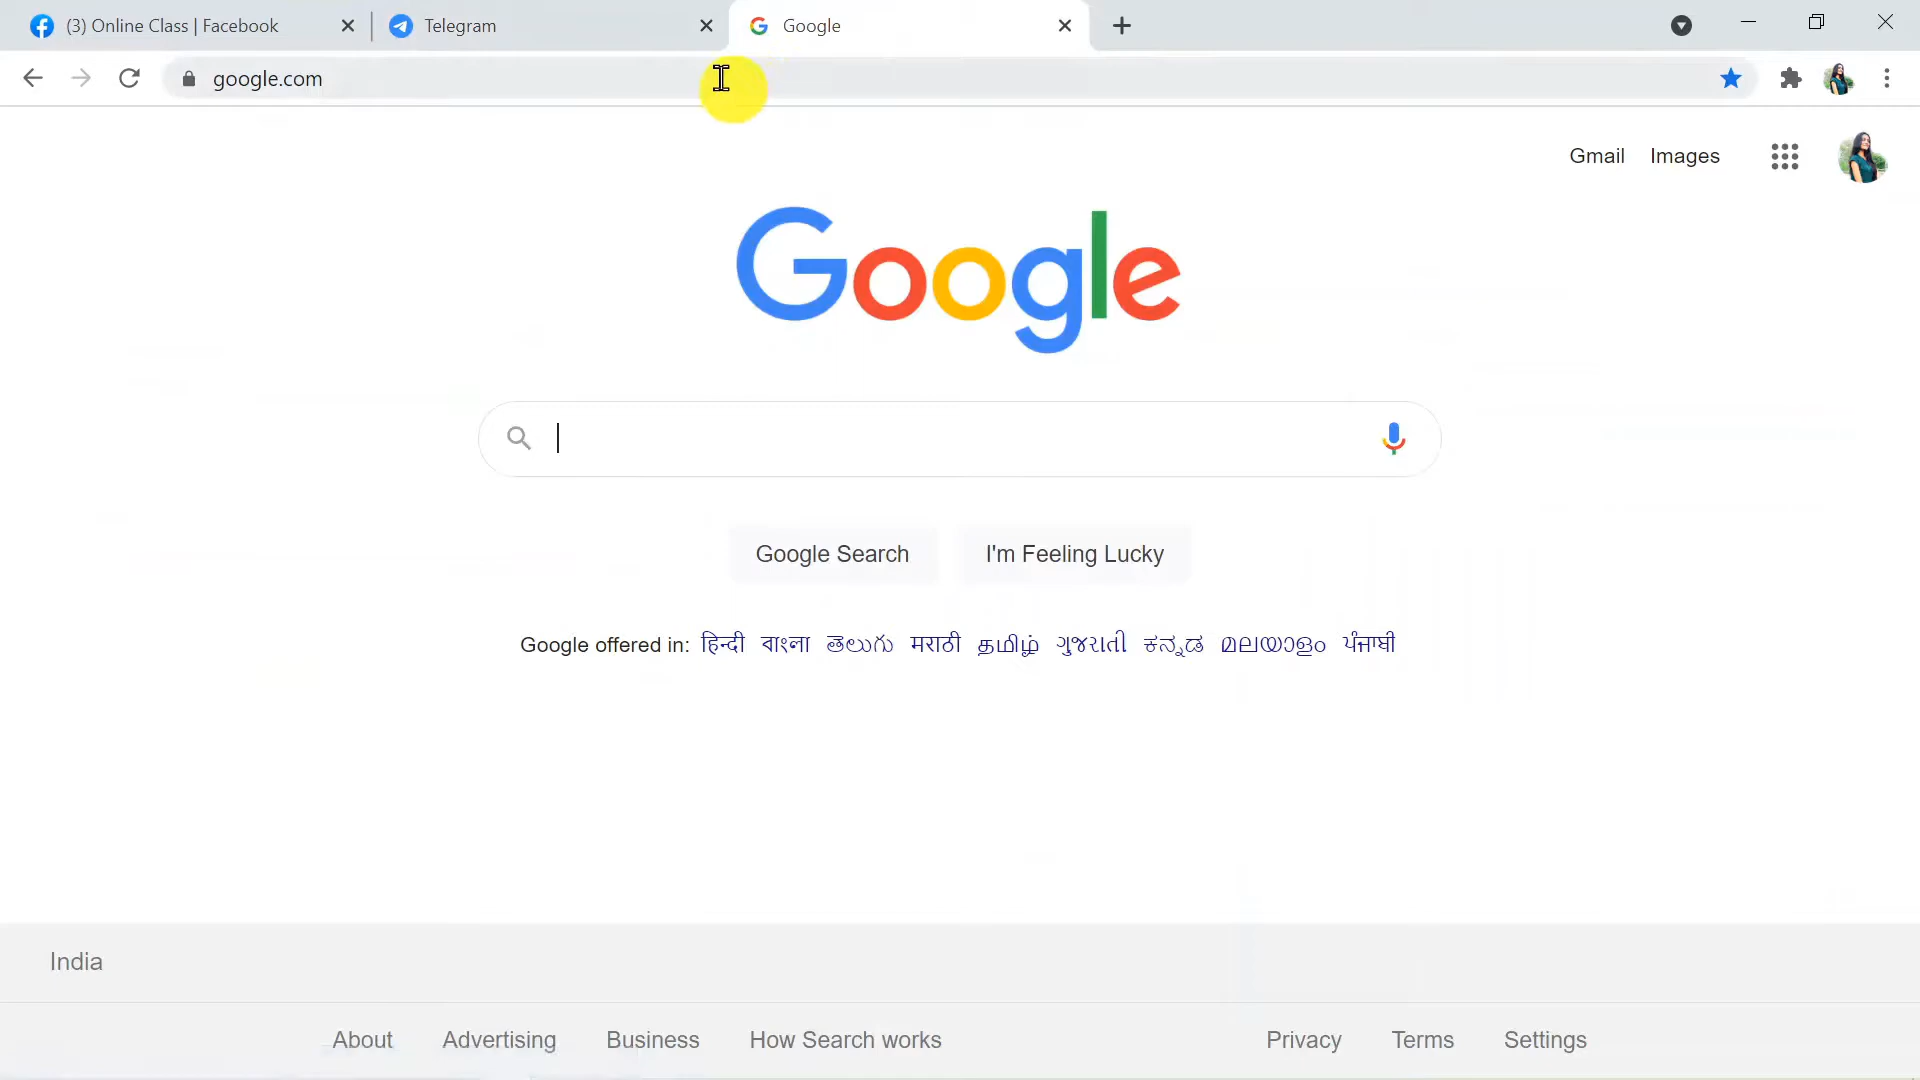 (3) Online Class | Facebook
Telegram
Google
google.com
Gmail Images
Google
Google Search
I'm Feeling Lucky
Google offered in: हिन्दी বাংলা తెలుగు मराठी தமிழ் ગુજરાતી ಕನ್ನಡ മലയാളം ਪੰਜਾਬੀ
India
About Advertising Business How Search works Privacy Terms Settings